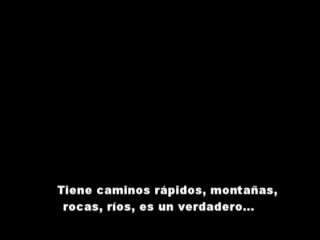 Tiene caminos rápidos, montañas,
rocas, ríos, es un verdadero...